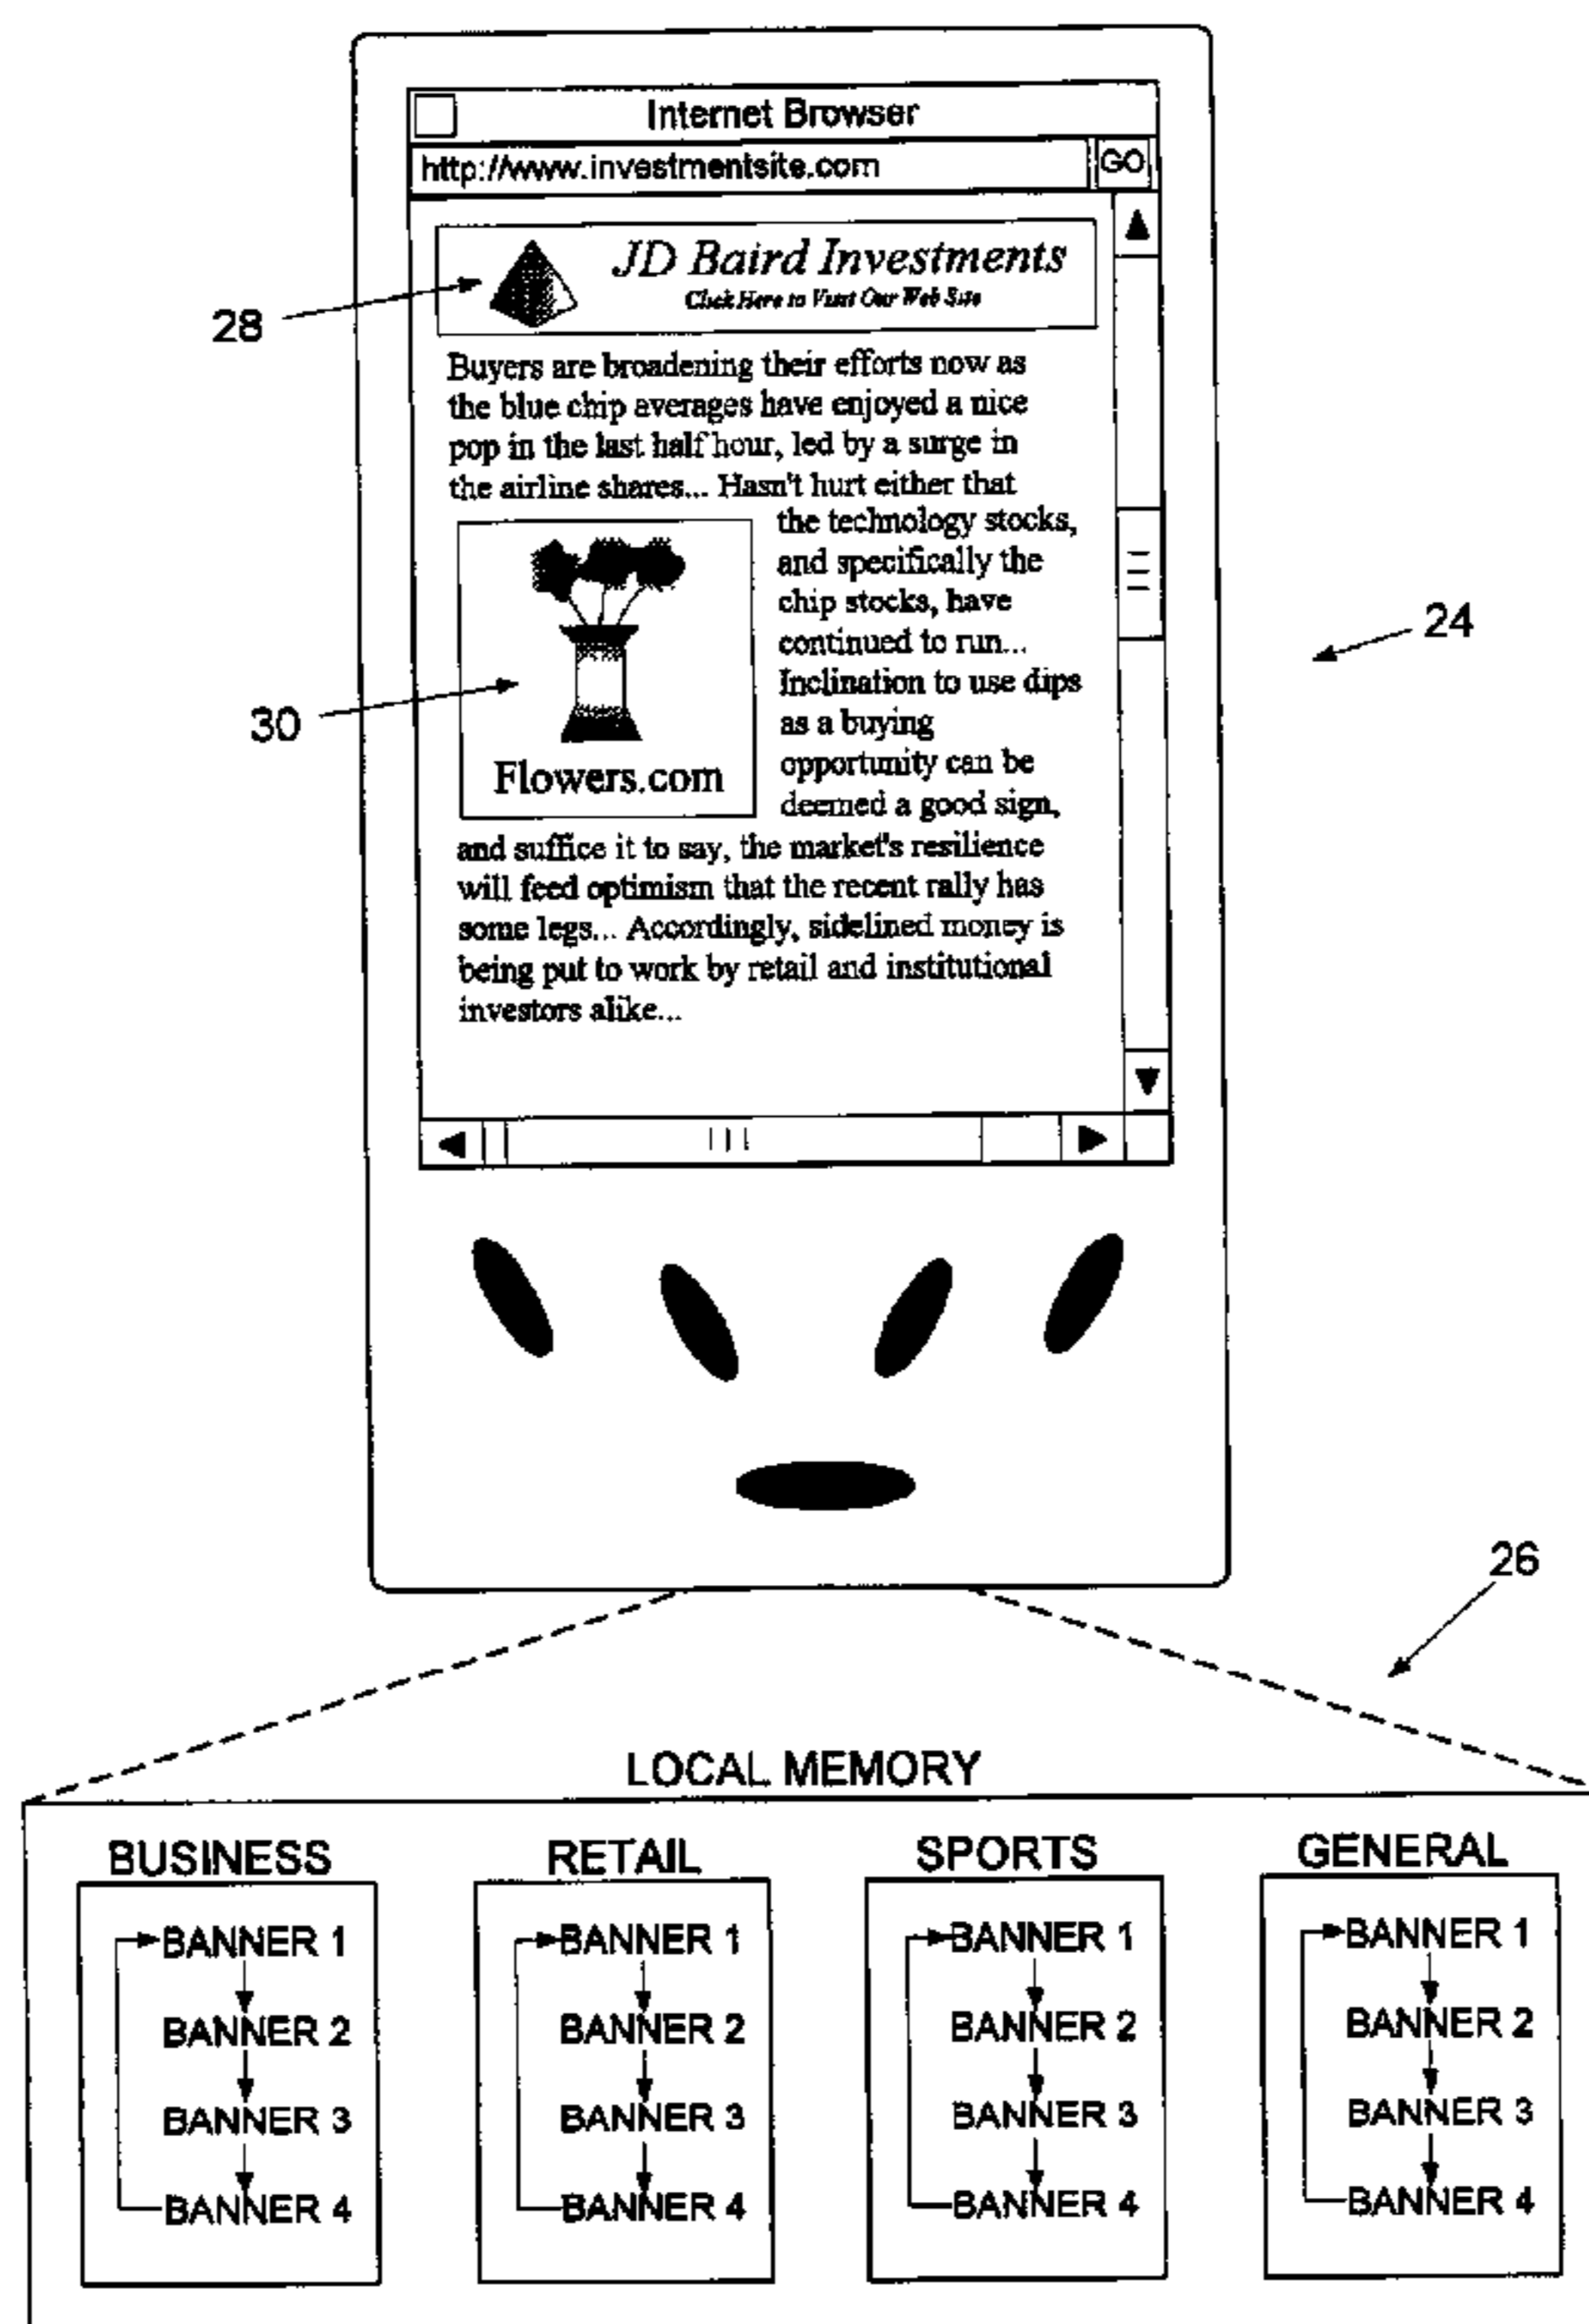 Internet Browser
http://www.investmentsite.com GO
JD Baird Investments
Click Here to Visit Our Web Site
28
Buyers are broadening their efforts now as
the blue chip averages have enjoyed a nice
pop in the last half hour, led by a surge in
the airline shares... Hasn't hurt either that
the technology stocks,
and specifically the
chip stocks, have
continued to run...
Inclination to use dips
as a buying
opportunity can be
deemed a good sign,
24
30
Flowers.com
and suffice it to say, the market's resilience
will feed optimism that the recent rally has
some legs... Accordingly, sidelined money is
being put to work by retail and institutional
investors alike...
26
LOCAL MEMORY
BUSINESS
BANNER 1
BANNER 2
BANNER 3
BANNER 4
RETAIL
BANNER 1
BANNER 2
BANNER 3
BANNER 4
SPORTS
BANNER 1
BANNER 2
BANNER 3
BANNER 4
GENERAL
BANNER 1
BANNER 2
BANNER 3
BANNER 4